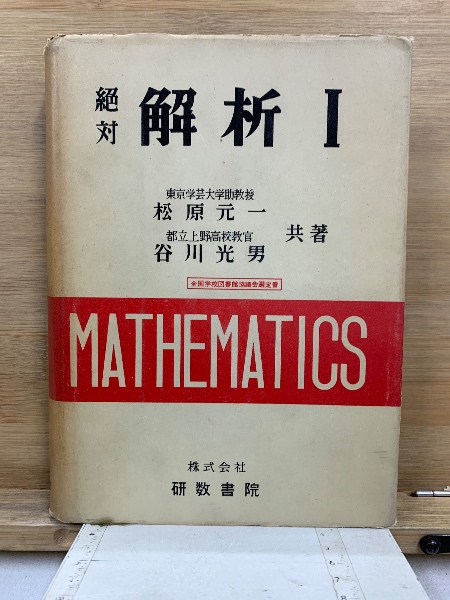 絶対 解析 I
東京学芸大学助教授
松原元一
都立上野高校教官
谷川光男
共著
全国学校図書館協議会選定書
MATHEMATICS
株式会社
研数書院